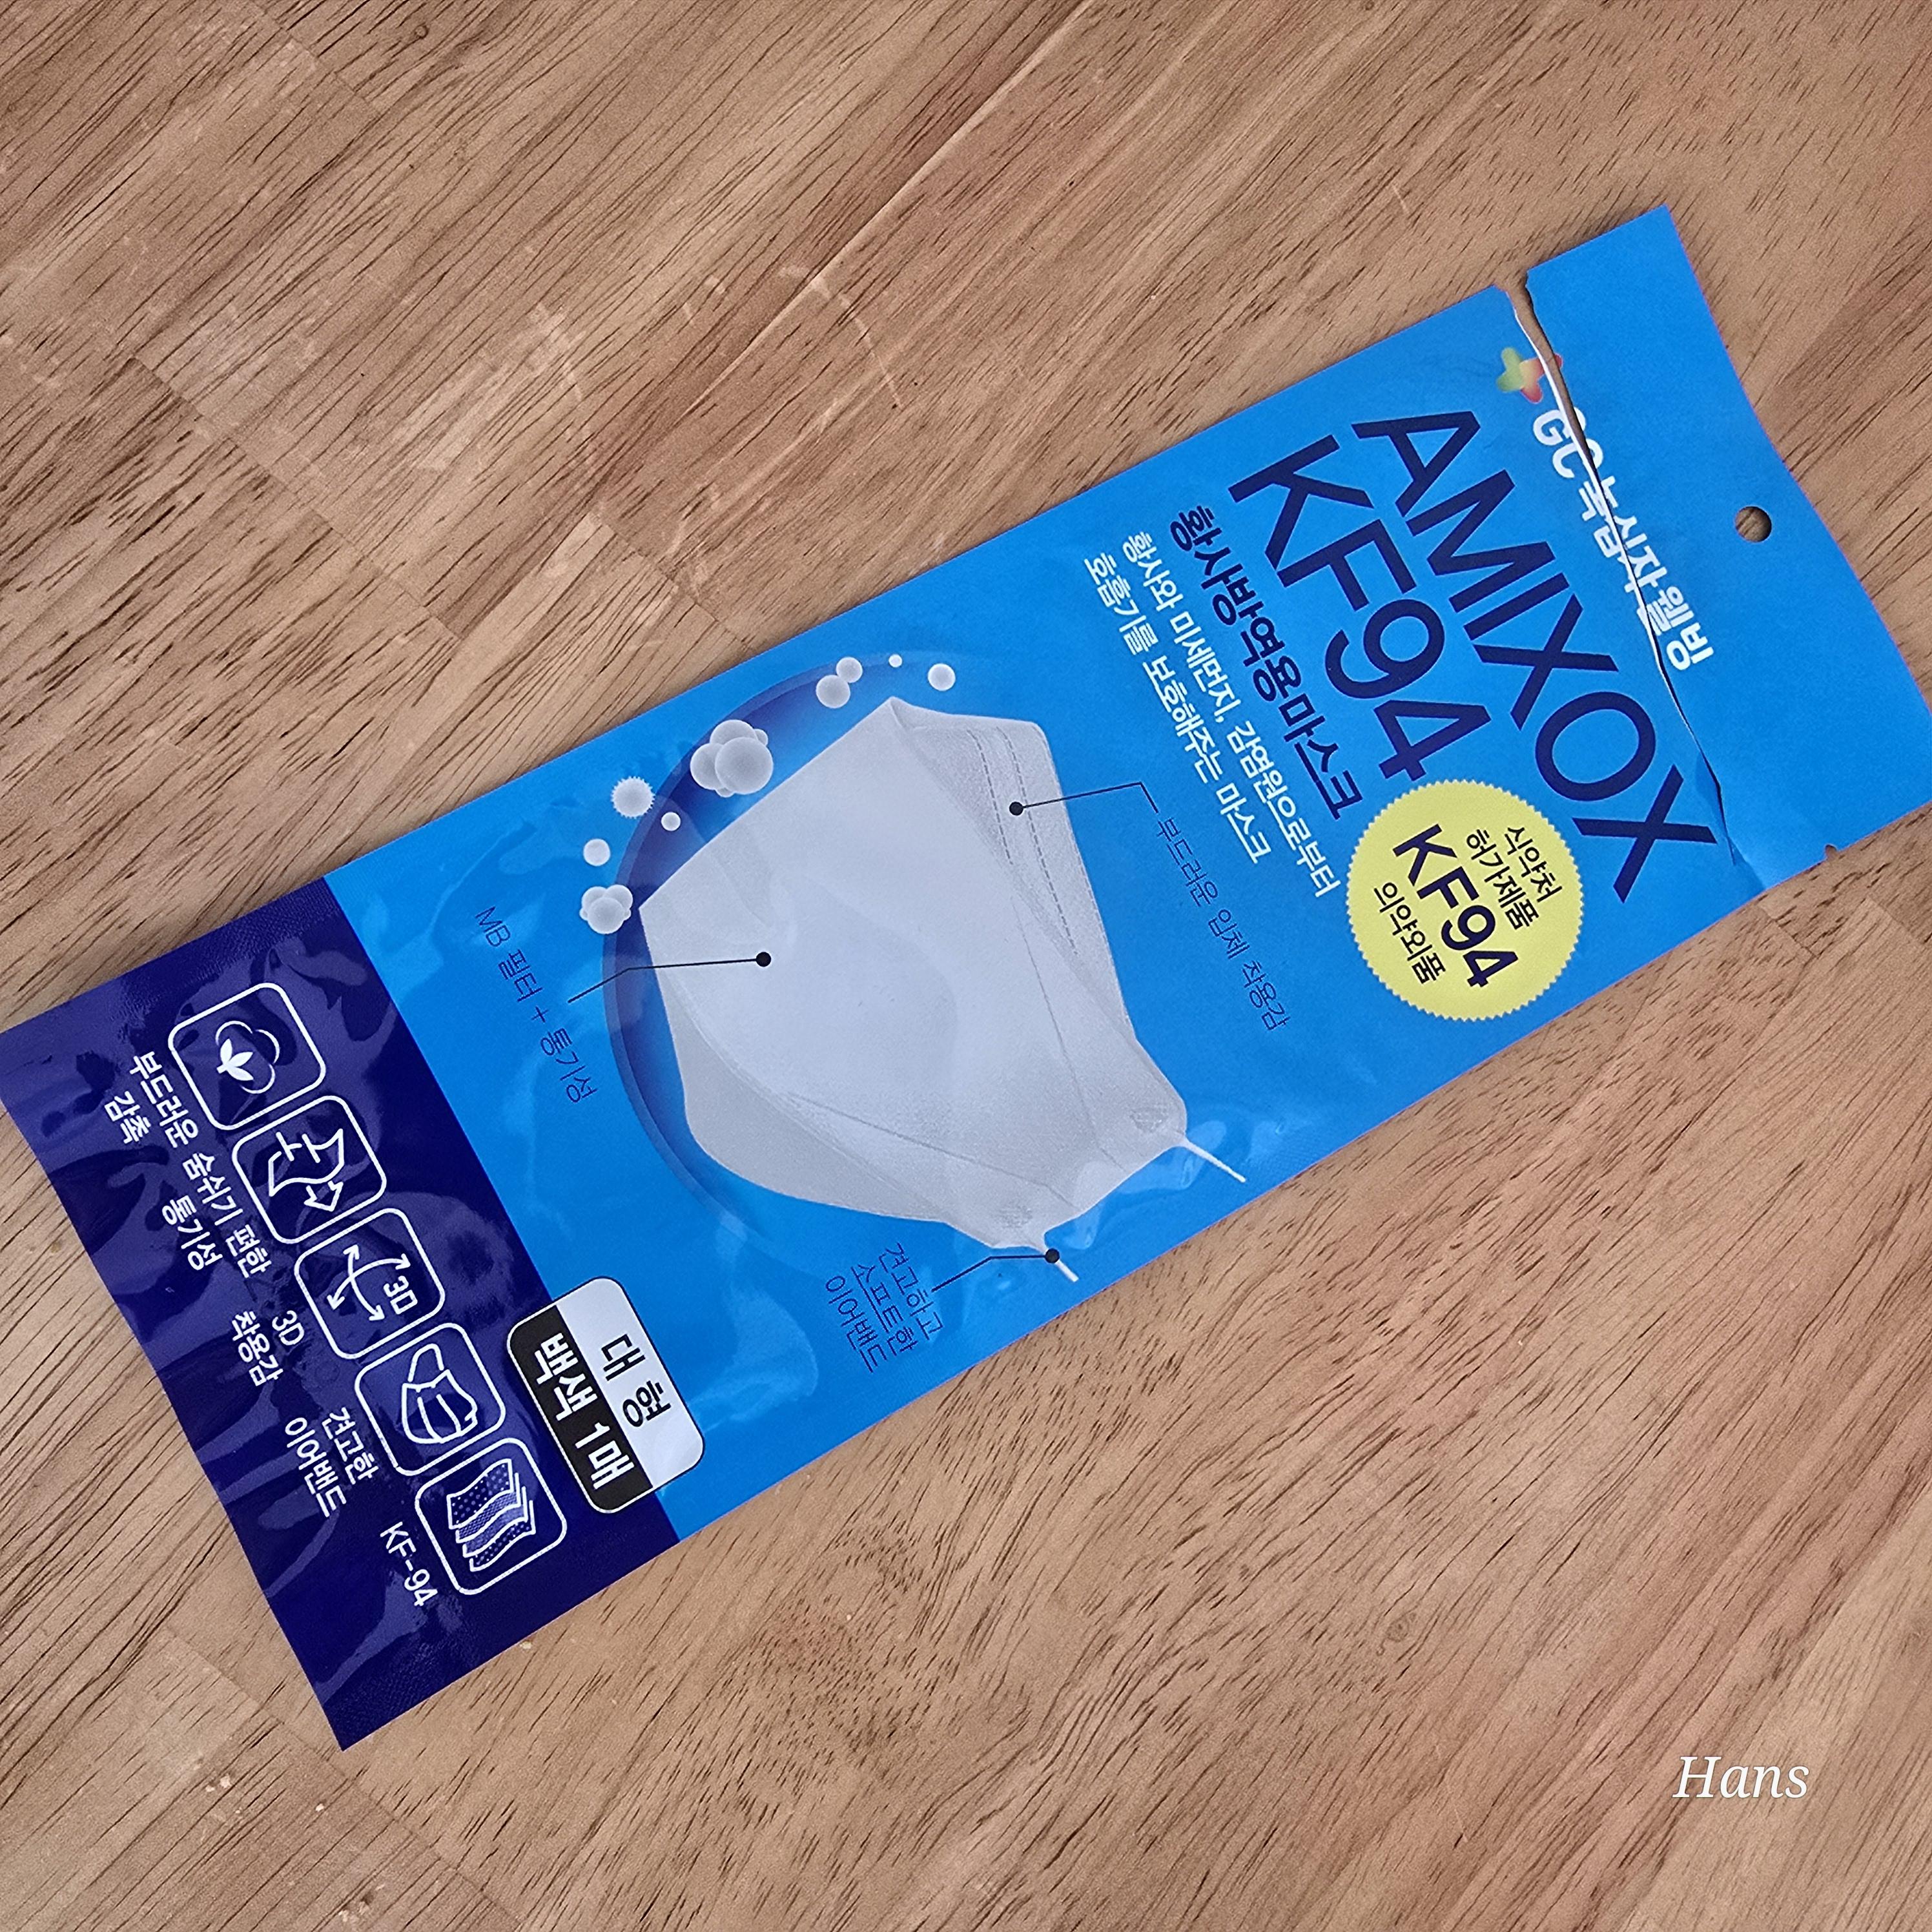 GC녹십자웰빙
AMIXOX
KF94
황사방역용마스크
황사와 미세먼지, 감염원으로부터
호흡기를 보호해주는 마스크
식약처
허가제품
KF94
의약외품
부드러운 입체 착용감
MB 필터 + 통기성
견고하고
소프트한
이어밴드
대 형
백색 1매
3D
부드러운
감촉
숨쉬기 편한
통기성
3D
착용감
견고한
이어밴드
KF-94
Hans